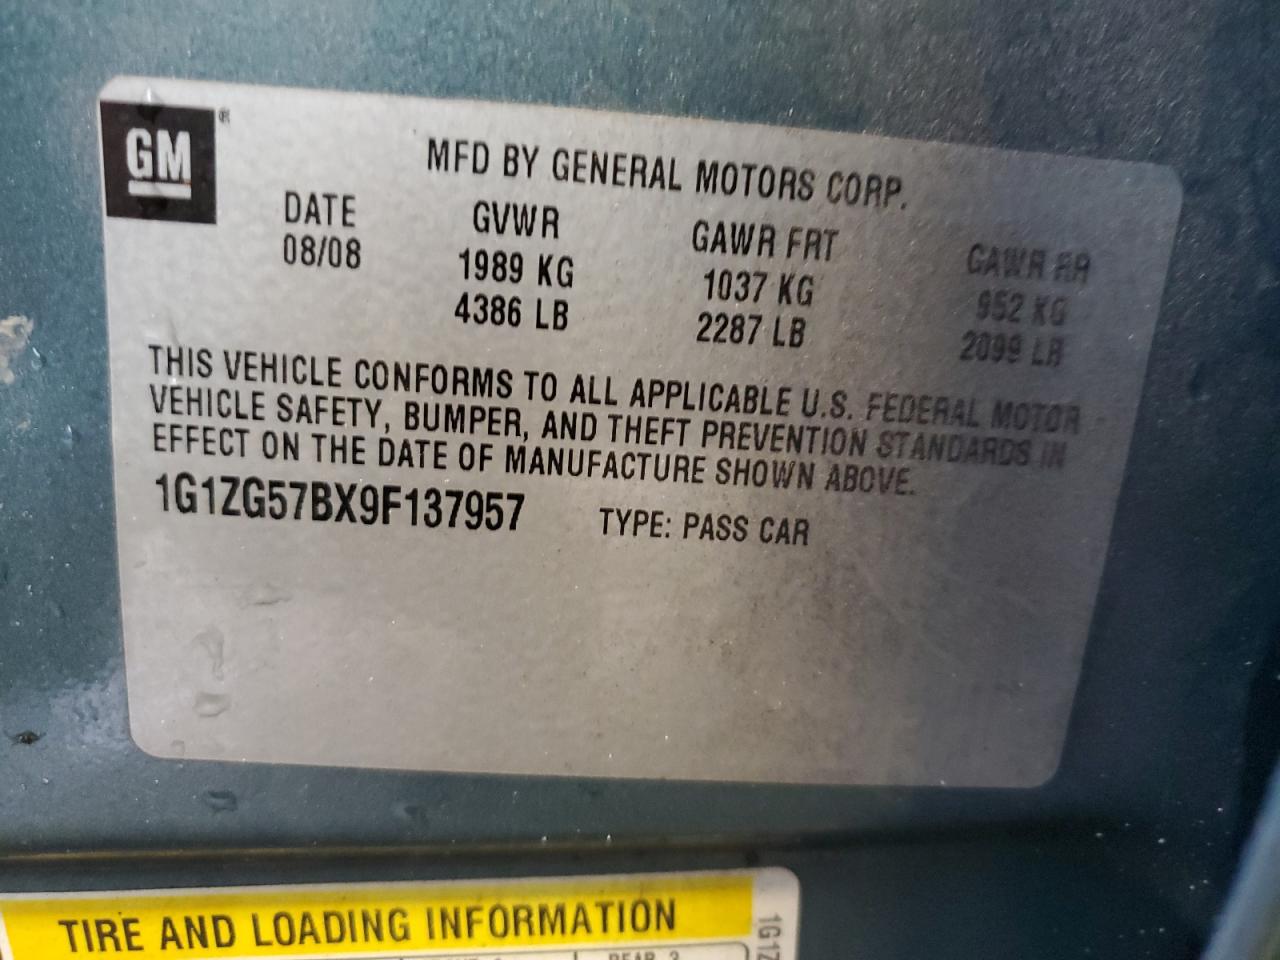 GM ®
MFD BY GENERAL MOTORS CORP.
DATE GVWR GAWR FRT GAWR RR
08/08 1989 KG 1037 KG 952 KG
4386 LB 2287 LB 2099 LB
THIS VEHICLE CONFORMS TO ALL APPLICABLE U.S. FEDERAL MOTOR
VEHICLE SAFETY, BUMPER, AND THEFT PREVENTION STANDARDS IN
EFFECT ON THE DATE OF MANUFACTURE SHOWN ABOVE.
1G1ZG57BX9F137957 TYPE: PASS CAR
TIRE AND LOADING INFORMATION
1G1Z
REAR